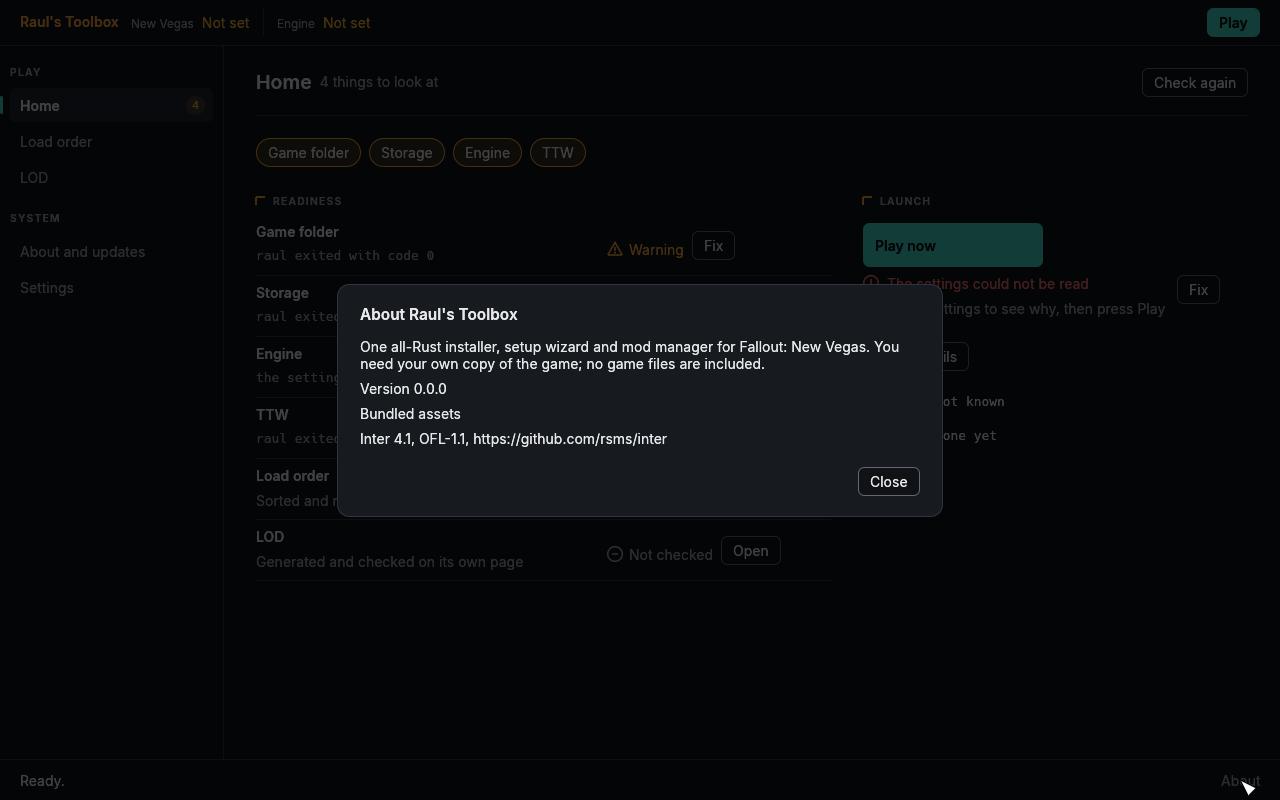 Raul's Toolbox New Vegas Not set Engine Not set Play
PLAY
Home 4
Load order
LOD
SYSTEM
About and updates
Settings
Home 4 things to look at Check again
Game folder Storage Engine TTW
READINESS
Game folder
raul exited with code 0
Warning Fix
Storage
raul exited
Engine
the setting
TTW
raul exited
Load order
Sorted and
LOD
Generated and checked on its own page
Not checked Open
LAUNCH
Play now
The settings could not be read
to see why, then press Play
Fix
known
yet
About Raul's Toolbox
One all-Rust installer, setup wizard and mod manager for Fallout: New Vegas. You
need your own copy of the game; no game files are included.
Version 0.0.0
Bundled assets
Inter 4.1, OFL-1.1, https://github.com/rsms/inter
Close
Ready. About